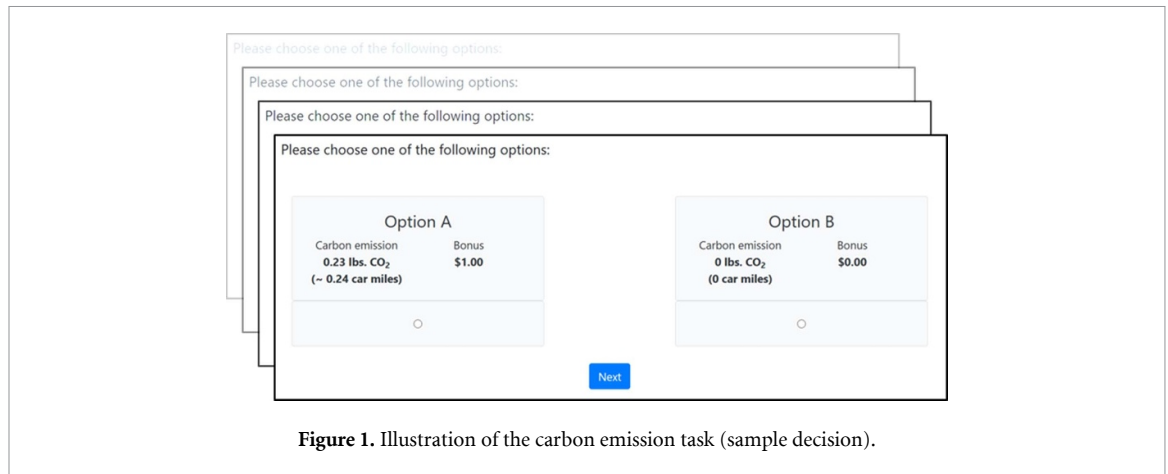 Please choose one of the following options:
Please choose one of the following options:
Please choose one of the following options:
Please choose one of the following options:
Option A
Carbon emission Bonus
0.23 lbs. CO₂ $1.00
(~ 0.24 car miles)
Option B
Carbon emission Bonus
0 lbs. CO₂ $0.00
(0 car miles)
Next
Figure 1. Illustration of the carbon emission task (sample decision).